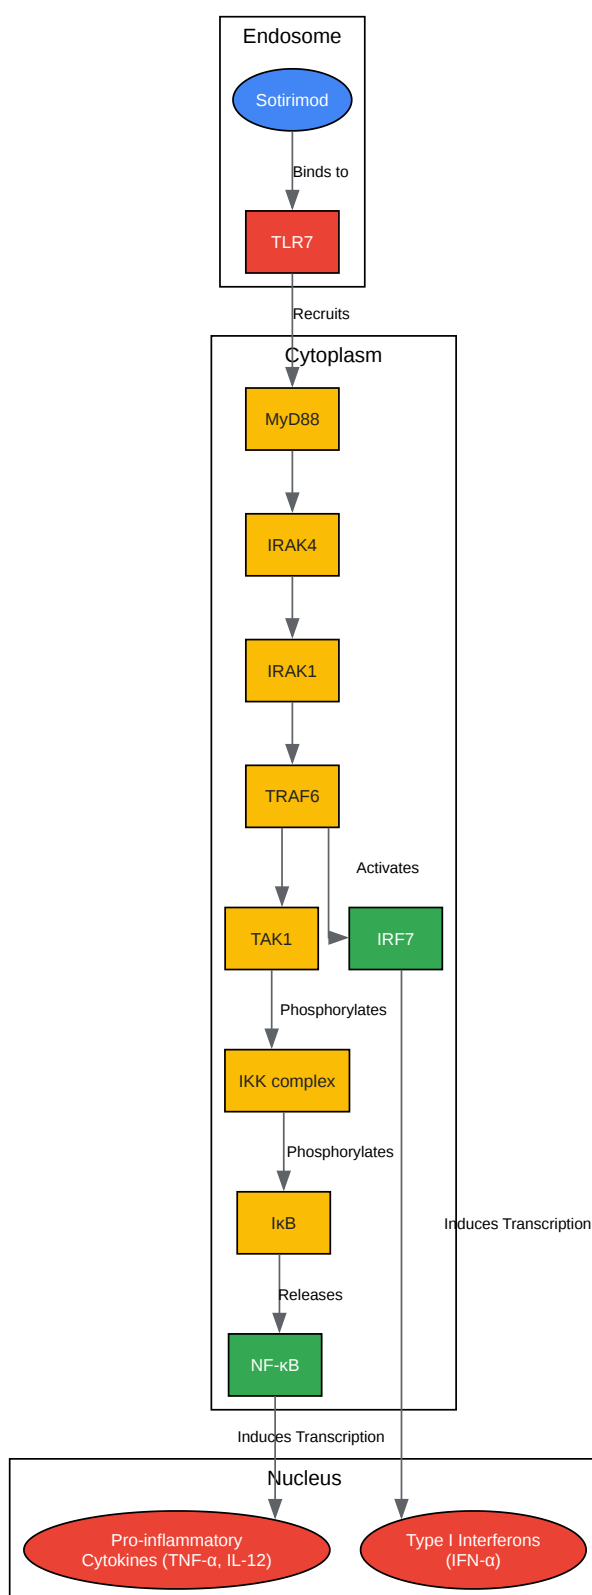 Endosome
Sotirimod
Binds to
TLR7
Recruits
Cytoplasm
MyD88
IRAK4
IRAK1
TRAF6
Activates
TAK1
IRF7
Phosphorylates
IKK complex
Phosphorylates
IκB
Induces Transcription
Releases
NF-κB
Induces Transcription
Nucleus
Pro-inflammatory
Cytokines (TNF-α, IL-12)
Type I Interferons
(IFN-α)